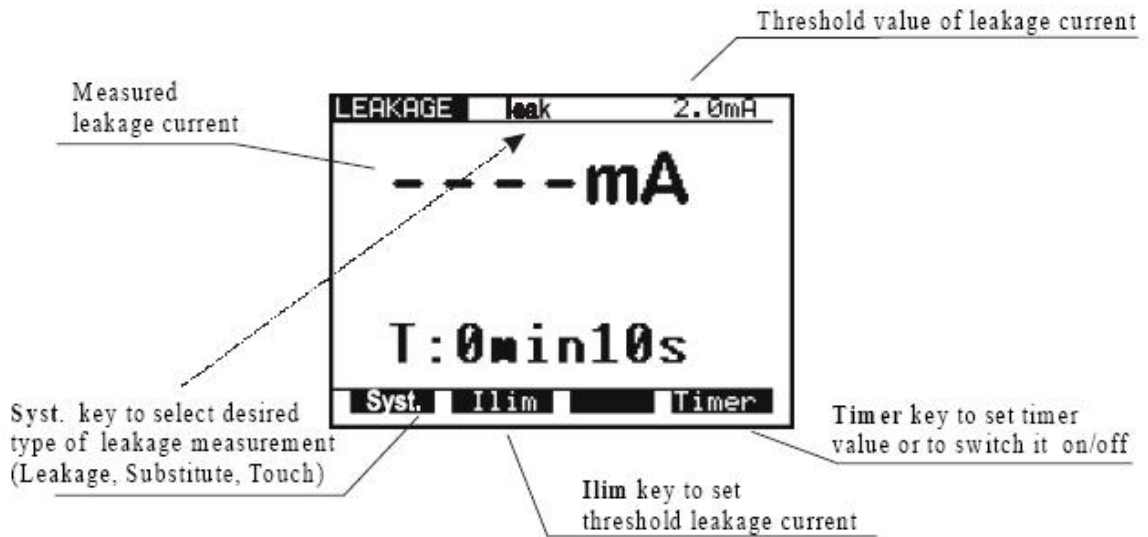 Threshold value of leakage current
Measured
leakage current
LEAKAGE leak 2.0mA
- - - - mA
T:0min10s
Syst. Ilim Timer
Syst. key to select desired
type of leakage measurement
(Leakage, Substitute, Touch)
Timer key to set timer
value or to switch it on/off
Ilim key to set
threshold leakage current